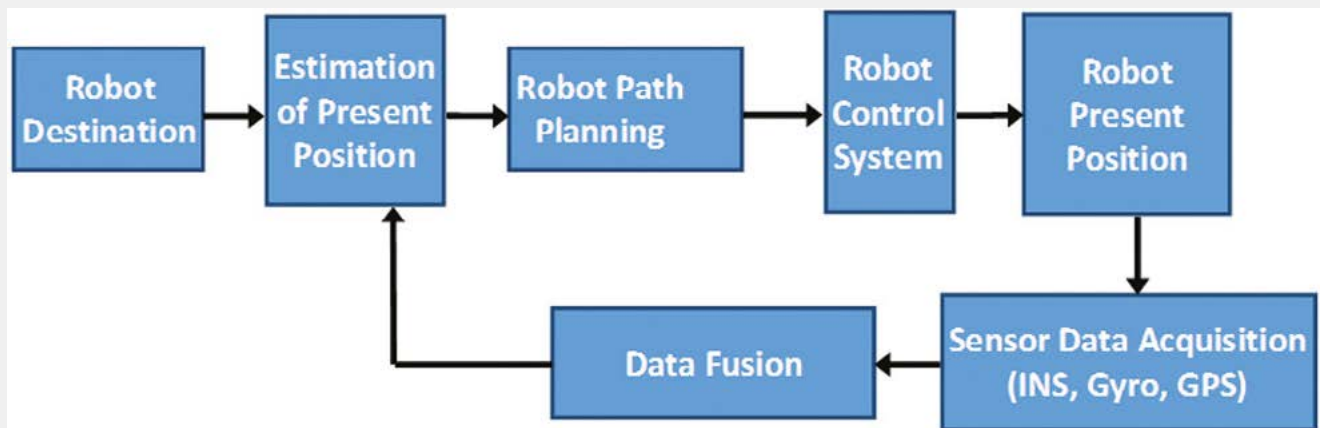 Robot
Destination
Estimation
of Present
Position
Robot Path
Planning
Robot
Control
System
Robot
Present
Position
Sensor Data Acquisition
(INS, Gyro, GPS)
Data Fusion